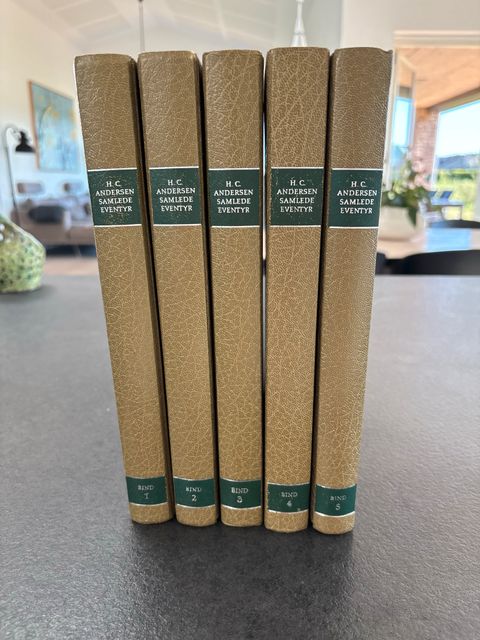 H. C.
ANDERSEN
SAMLEDE
EVENTYR
BIND
1
H. C.
ANDERSEN
SAMLEDE
EVENTYR
BIND
2
H. C.
ANDERSEN
SAMLEDE
EVENTYR
BIND
3
H. C.
ANDERSEN
SAMLEDE
EVENTYR
BIND
4
H. C.
ANDERSEN
SAMLEDE
EVENTYR
BIND
5